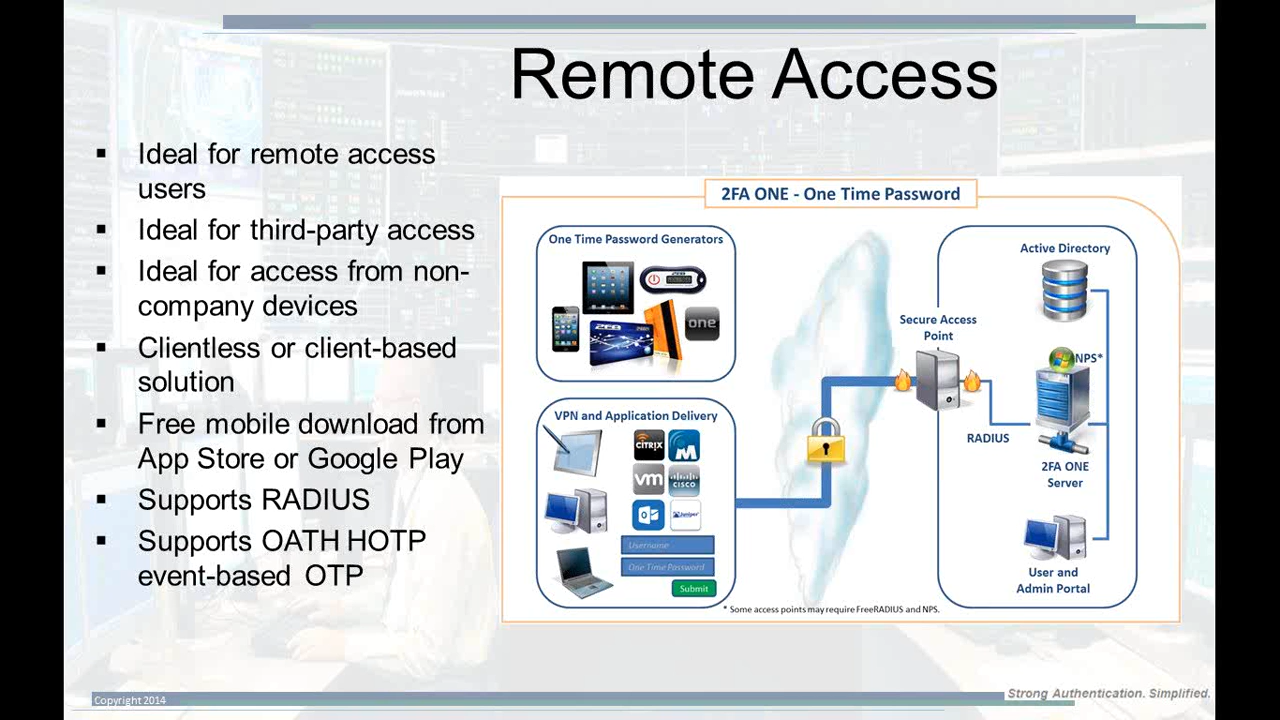 Remote Access
Ideal for remote access
users
Ideal for third-party access
Ideal for access from non-
company devices
Clientless or client-based
solution
Free mobile download from
App Store or Google Play
Supports RADIUS
Supports OATH HOTP
event-based OTP
2FA ONE - One Time Password
One Time Password Generators
one
VPN and Application Delivery
CITRIX
M
vm
CISCO
Juniper
Username
One Time Password
Submit
Secure Access
Point
RADIUS
Active Directory
NPS*
2FA ONE
Server
User and
Admin Portal
* Some access points may require FreeRADIUS and NPS.
Copyright 2014
Strong Authentication. Simplified.